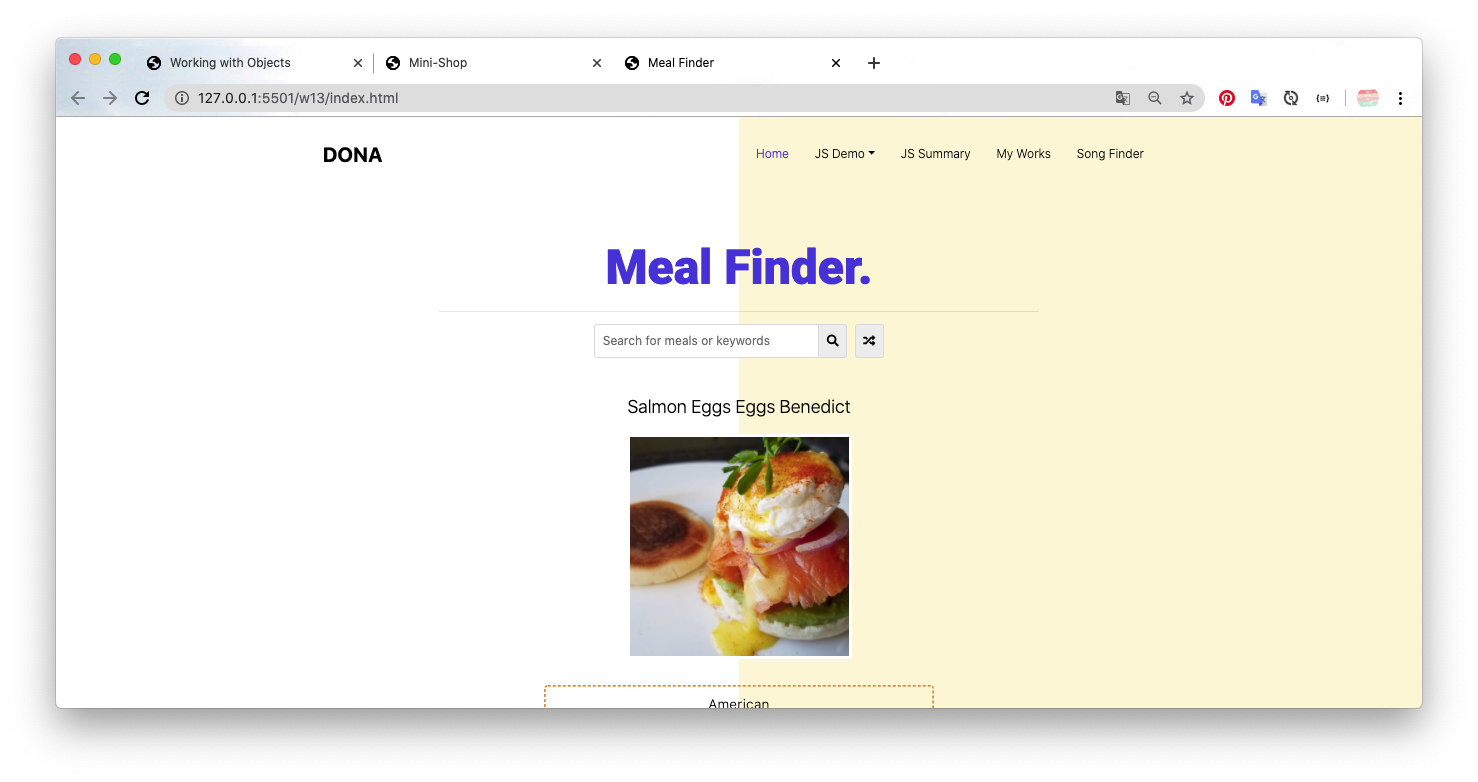 Working with Objects
Mini-Shop
Meal Finder
127.0.0.1:5501/w13/index.html
DONA
Home
JS Demo
JS Summary
My Works
Song Finder
Meal Finder.
Search for meals or keywords
Salmon Eggs Eggs Benedict
American